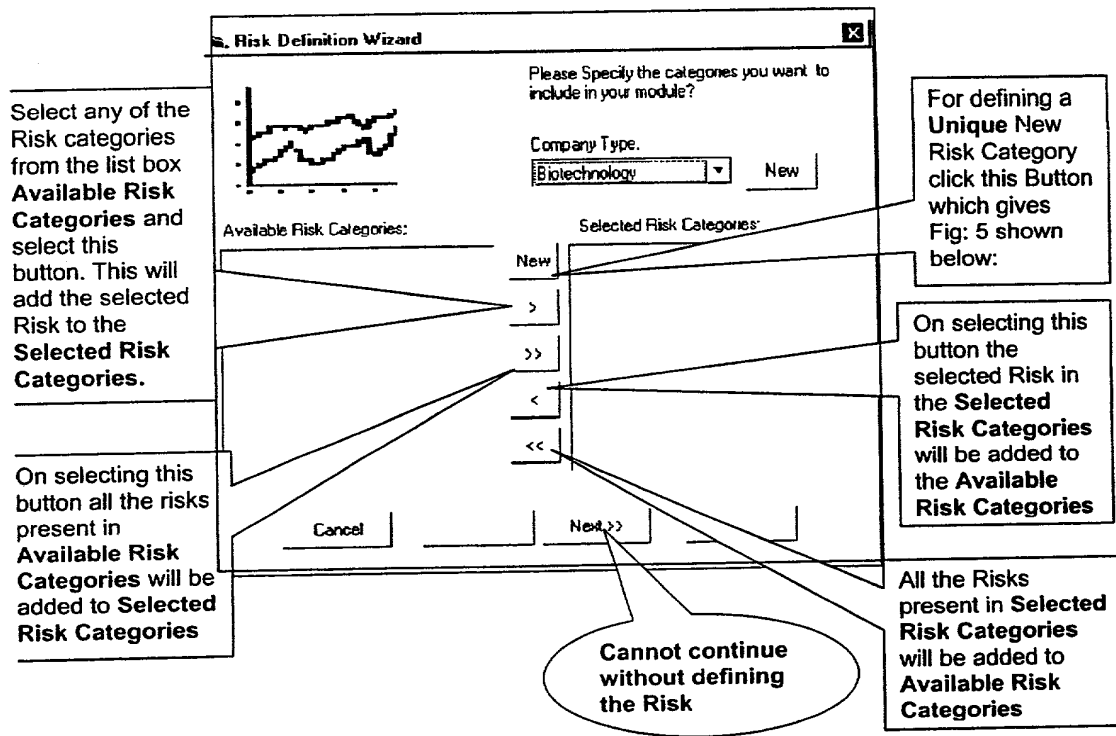 Risk Definition Wizard
Please Specify the categories you want to
include in your module?
Company Type.
Biotechnology
New
Available Risk Categories:
Selected Risk Categories:
New
>
>>
<
<<
Cancel
Next >>
Select any of the
Risk categories
from the list box
Available Risk
Categories and
select this
button. This will
add the selected
Risk to the
Selected Risk
Categories.
On selecting this
button all the risks
present in
Available Risk
Categories will be
added to Selected
Risk Categories
For defining a
Unique New
Risk Category
click this Button
which gives
Fig: 5 shown
below:
On selecting this
button the
selected Risk in
the Selected
Risk Categories
will be added to
the Available
Risk Categories
All the Risks
present in Selected
Risk Categories
will be added to
Available Risk
Categories
Cannot continue
without defining
the Risk